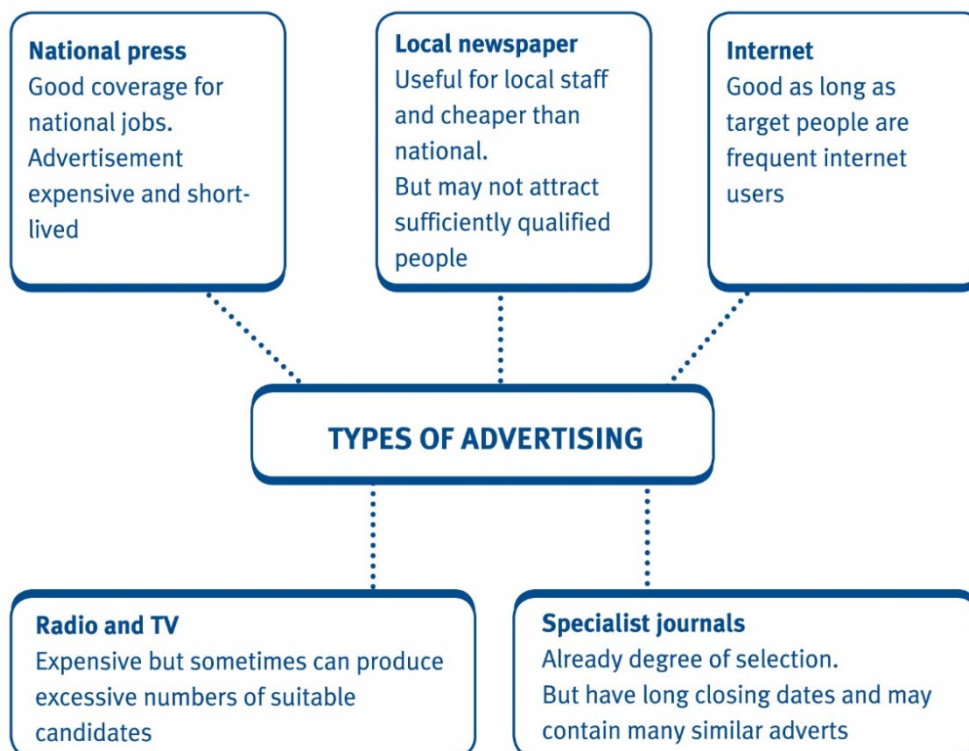 National press
Good coverage for
national jobs.
Advertisement
expensive and short-
lived
Local newspaper
Useful for local staff
and cheaper than
national.
But may not attract
sufficiently qualified
people
Internet
Good as long as
target people are
frequent internet
users
TYPES OF ADVERTISING
Radio and TV
Expensive but sometimes can produce
excessive numbers of suitable
candidates
Specialist journals
Already degree of selection.
But have long closing dates and may
contain many similar adverts